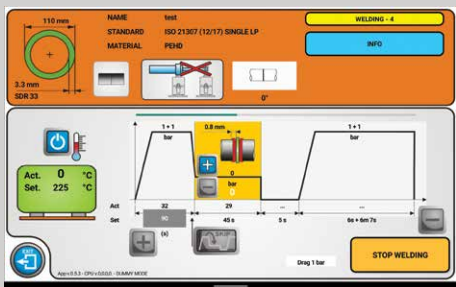 110 mm
3.3 mm
SDR 33
NAME test
STANDARD ISO 21307 (12/17) SINGLE LP
MATERIAL PEHD
0°
WELDING - 4
INFO
Act. 0 °C
Set. 225 °C
1 + 1
bar
0.8 mm
0
bar
0
1 + 1
bar
Act 32 29 ... ...
Set 90 45 s 5 s 6s + 6m 7s
(s)
Drag 1 bar
STOP WELDING
EXIT